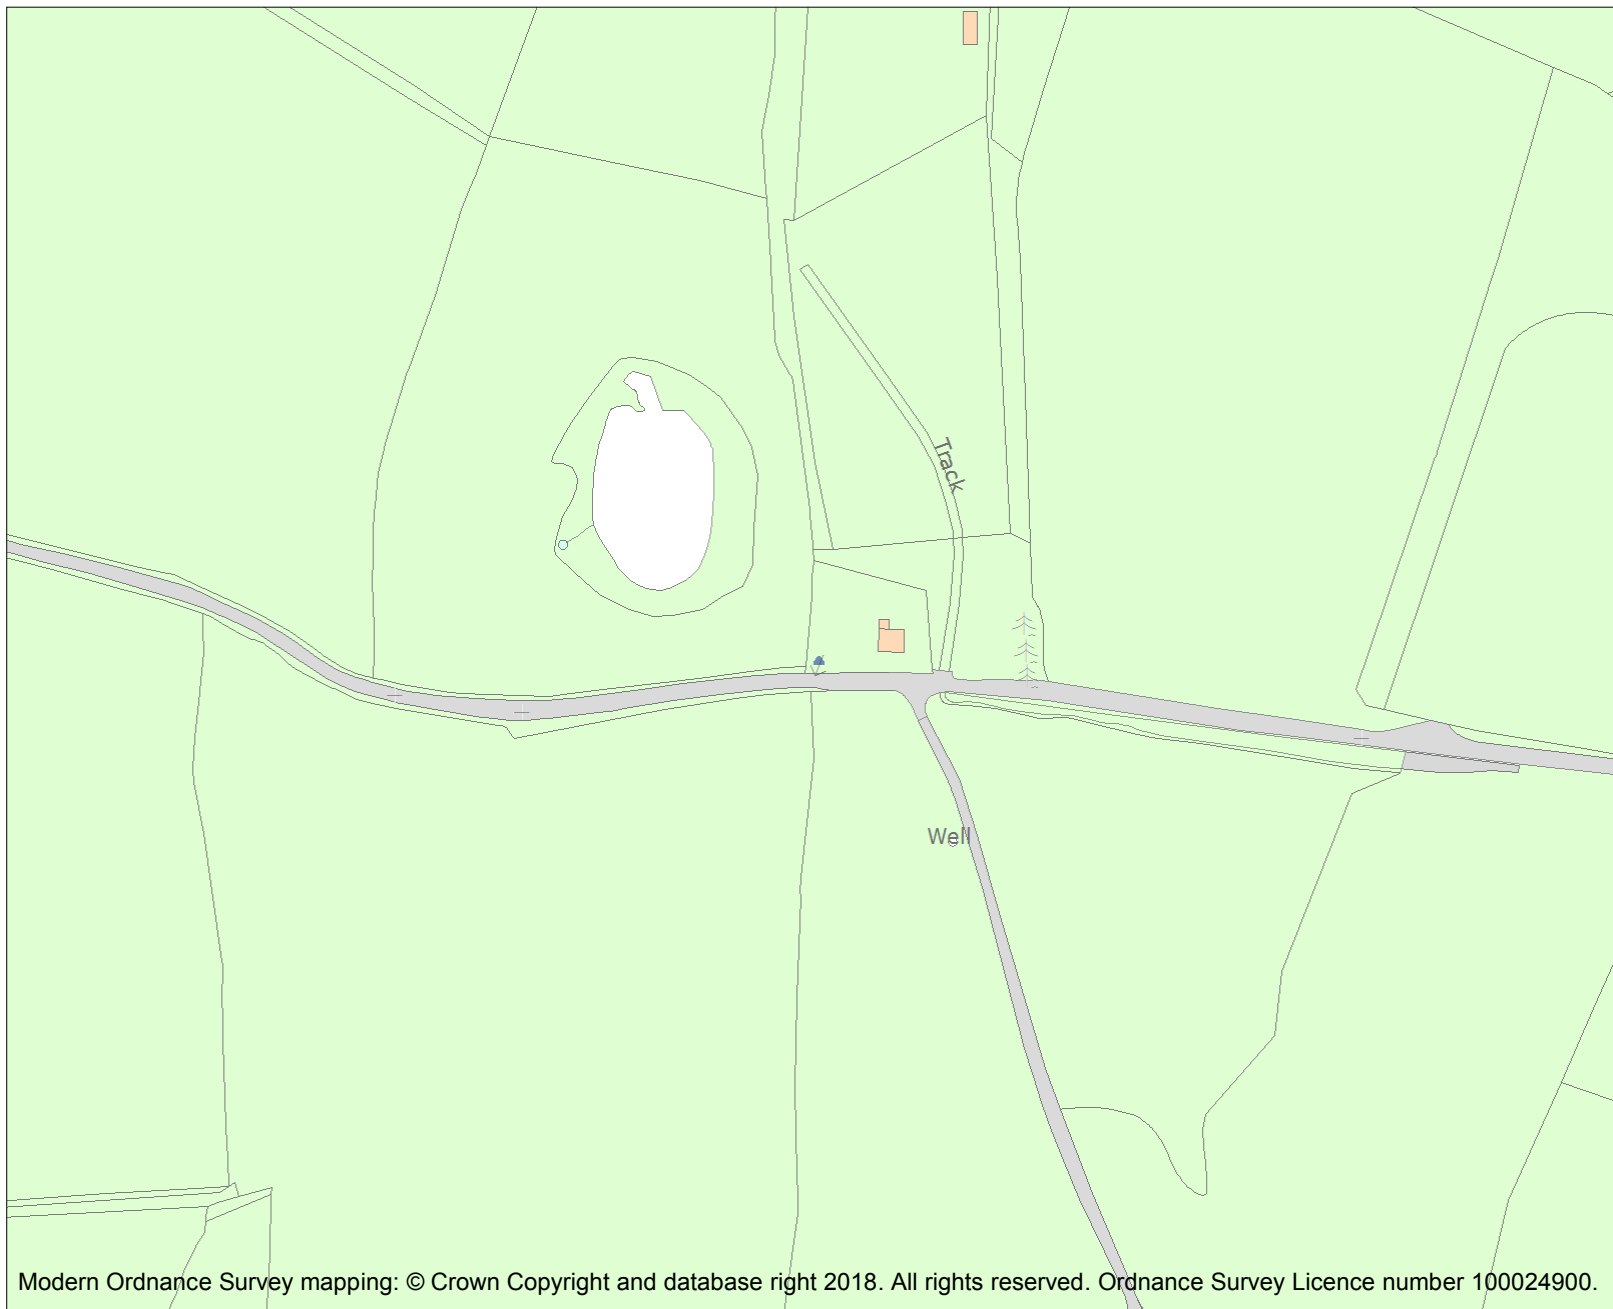 Track
Well
Modern Ordnance Survey mapping: © Crown Copyright and database right 2018. All rights reserved. Ordnance Survey Licence number 100024900.